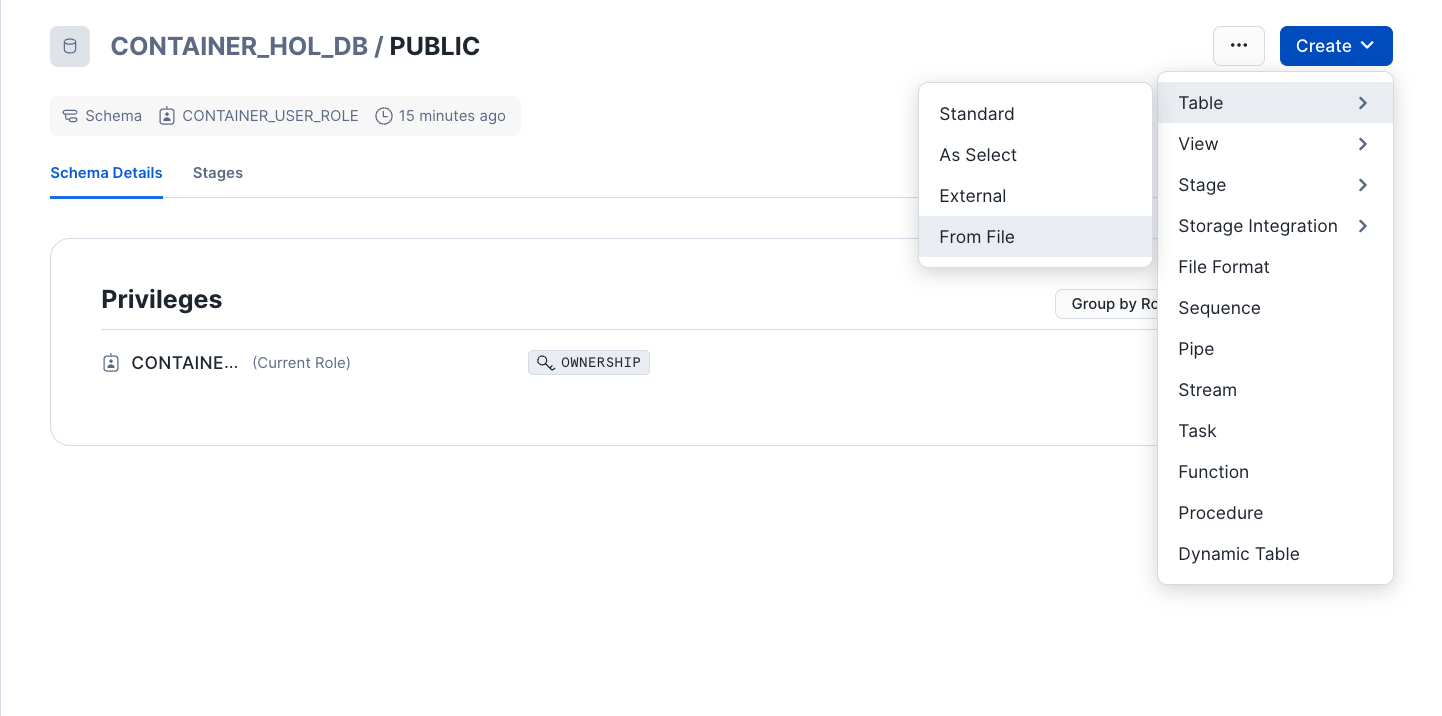 CONTAINER_HOL_DB / PUBLIC
... Create
Schema CONTAINER_USER_ROLE 15 minutes ago
Schema Details Stages
Standard
As Select
External
From File
Table
View
Stage
Storage Integration
File Format
Sequence
Pipe
Stream
Task
Function
Procedure
Dynamic Table
Privileges
Group by Ro
CONTAINE... (Current Role) OWNERSHIP